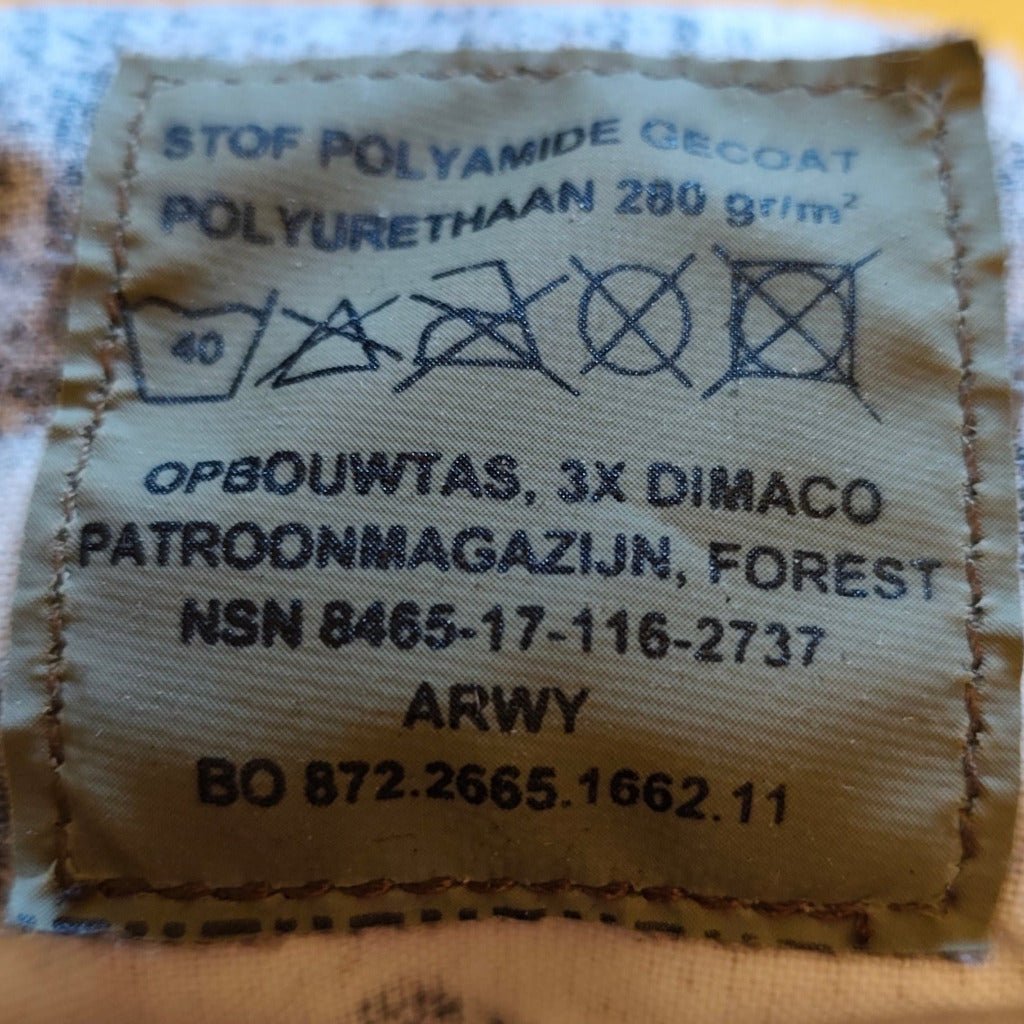 STOF POLYAMIDE GECOAT
POLYURETHAAN 280 gr/m²
40
OPBOUWTAS, 3X DIMACO
PATROONMAGAZIJN, FOREST
NSN 8465-17-116-2737
ARWY
BO 872.2665.1662.11